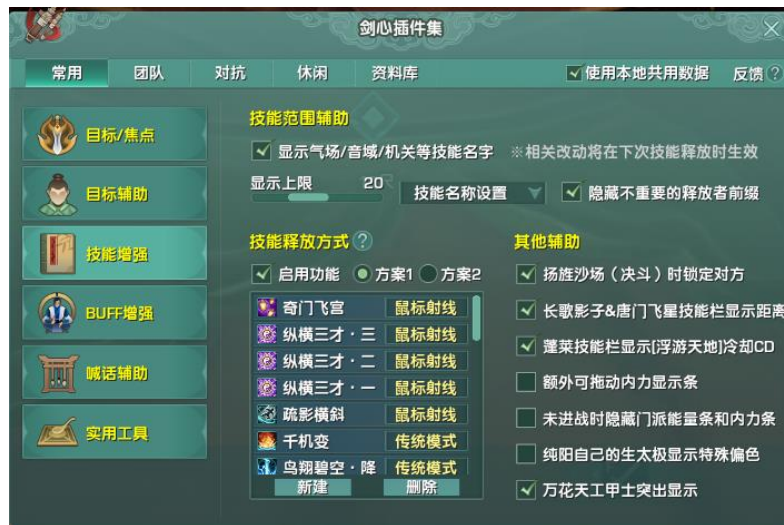 剑心插件集
常用 团队 对抗 休闲 资料库 使用本地共用数据 反馈 ?
目标/焦点
目标辅助
技能增强
BUFF增强
喊话辅助
实用工具
技能范围辅助
显示气场/音域/机关等技能名字 ※相关改动将在下次技能释放时生效
显示上限 20 技能名称设置 隐藏不重要的释放者前缀
技能释放方式 ?
启用功能 方案1 方案2
奇门飞宫 鼠标射线
纵横三才·三 鼠标射线
纵横三才·二 鼠标射线
纵横三才·一 鼠标射线
疏影横斜 鼠标射线
千机变 传统模式
鸟翔碧空·降 传统模式
新建 删除
其他辅助
扬旌沙场（决斗）时锁定对方
长歌影子&唐门飞星技能栏显示距离
蓬莱技能栏显示[浮游天地]冷却CD
额外可拖动内力显示条
未进战时隐藏门派能量条和内力条
纯阳自己的生太极显示特殊偏色
万花天工甲士突出显示